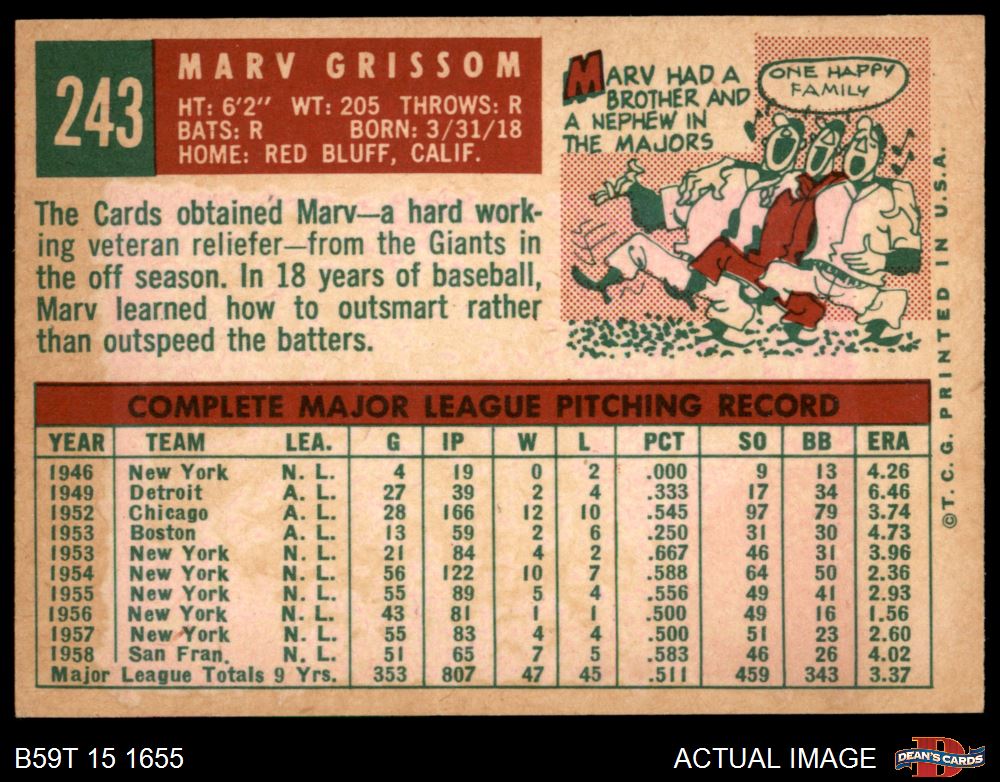 243
MARV GRISSOM
HT: 6'2" WT: 205 THROWS: R
BATS: R BORN: 3/31/18
HOME: RED BLUFF, CALIF.
MARV HAD A
BROTHER AND
A NEPHEW IN
THE MAJORS
ONE HAPPY
FAMILY
The Cards obtained Marv—a hard work-
ing veteran reliefer—from the Giants in
the off season. In 18 years of baseball,
Marv learned how to outsmart rather
than outspeed the batters.
COMPLETE MAJOR LEAGUE PITCHING RECORD
YEAR TEAM LEA. G IP W L PCT SO BB ERA
1946 New York N. L. 4 19 0 2 .000 9 13 4.26
1949 Detroit A. L. 27 39 2 4 .333 17 34 6.46
1952 Chicago A. L. 28 166 12 10 .545 97 79 3.74
1953 Boston A. L. 13 59 2 6 .250 31 30 4.73
1953 New York N. L. 21 84 4 2 .667 46 31 3.96
1954 New York N. L. 56 122 10 7 .588 64 50 2.36
1955 New York N. L. 55 89 5 4 .556 49 41 2.93
1956 New York N. L. 43 81 1 1 .500 49 16 1.56
1957 New York N. L. 55 83 4 4 .500 51 23 2.60
1958 San Fran. N. L. 51 65 7 5 .583 46 26 4.02
Major League Totals 9 Yrs. 353 807 47 45 .511 459 343 3.37
©T. C. G. PRINTED IN U.S.A.
B59T 15 1655
ACTUAL IMAGE
D
DEAN'S CARDS